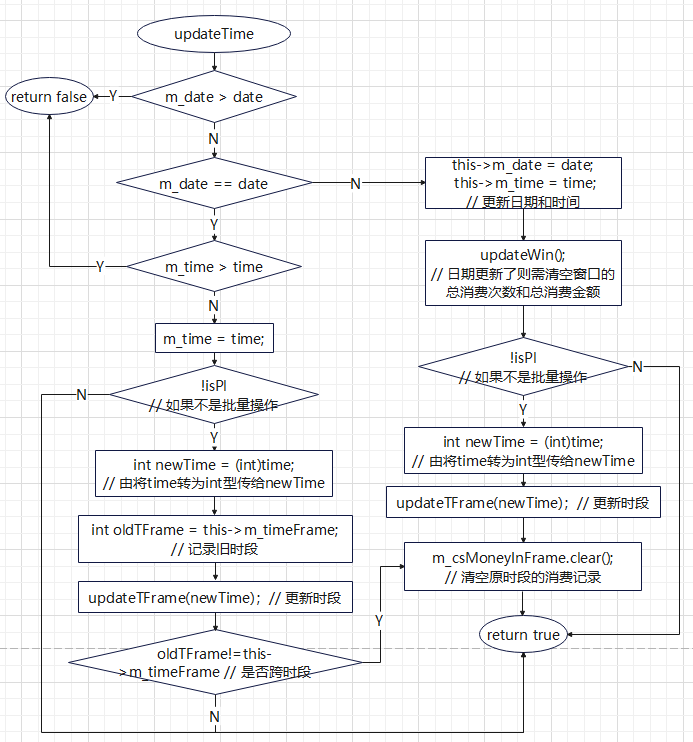 updateTime
return false
Y
m_date > date
N
m_date == date
N
this->m_date = date;
this->m_time = time;
// 更新日期和时间
Y
updateWin();
// 日期更新了则需清空窗口的
总消费次数和总消费金额
Y
m_time > time
N
m_time = time;
!isPl
// 如果不是批量操作
N
!isPl
// 如果不是批量操作
N
Y
Y
int newTime = (int)time;
// 由将time转为int型传给newTime
int newTime = (int)time;
// 由将time转为int型传给newTime
updateTFrame(newTime); // 更新时段
int oldTFrame = this->m_timeFrame;
// 记录旧时段
m_csMoneyInFrame.clear();
// 清空原时段的消费记录
updateTFrame(newTime); // 更新时段
Y
return true
oldTFrame!=this-
>m_timeFrame // 是否跨时段
N